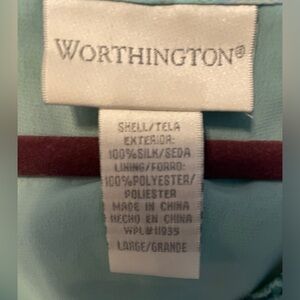 WORTHINGTON®
SHELL/TELA
EXTERIOR:
100%SILK/SEDA
LINING/FORRO:
100%POLYESTER/
POLIESTER
MADE IN CHINA
HECHO EN CHINA
WPL#11935
LARGE/GRANDE